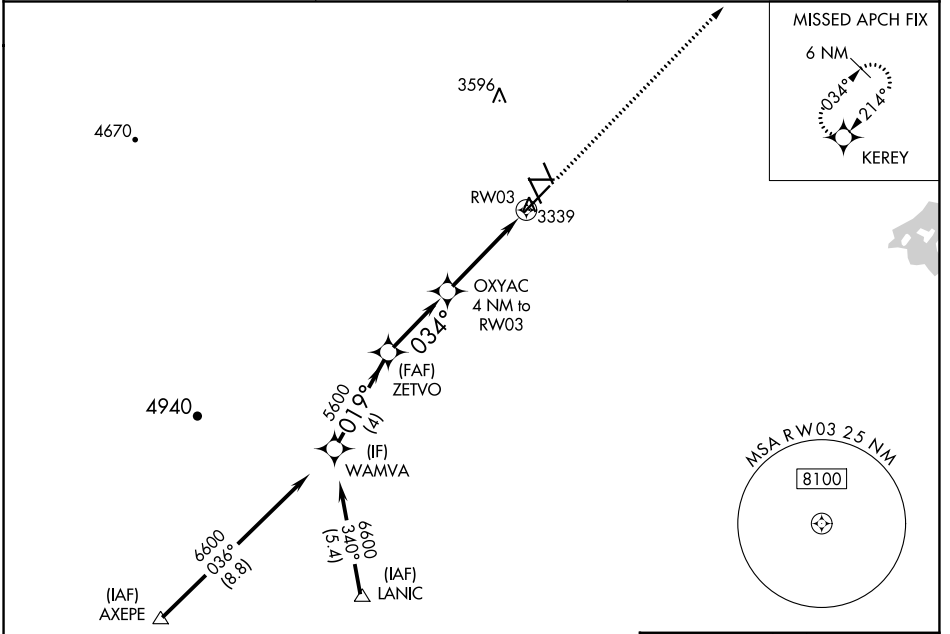 MISSED APCH FIX
6 NM
034°
214°
KEREY
3596
4670
RW03
3339
OXYAC
4 NM to
RW03
034°
(FAF)
ZETVO
5600
019°
(4)
4940
(IF)
WAMVA
6600
036°
(8.8)
6600
340°
(5.4)
(IAF)
AXEPE
(IAF)
LANIC
MSA RW03 25 NM
8100